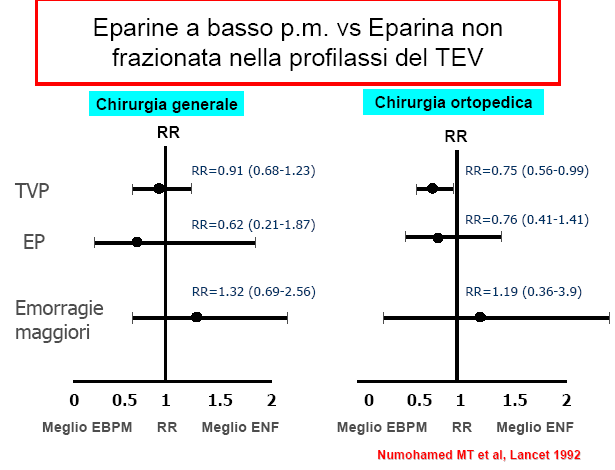 Eparine a basso p.m. vs Eparina non
frazionata nella profilassi del TEV
Chirurgia generale
Chirurgia ortopedica
RR
RR
TVP
RR=0.91 (0.68-1.23)
RR=0.75 (0.56-0.99)
EP
RR=0.62 (0.21-1.87)
RR=0.76 (0.41-1.41)
Emorragie
maggiori
RR=1.32 (0.69-2.56)
RR=1.19 (0.36-3.9)
0 0.5 1 2
0 0.5 1 2
Meglio EBPM RR Meglio ENF
Meglio EBPM RR Meglio ENF
Numohamed MT et al, Lancet 1992